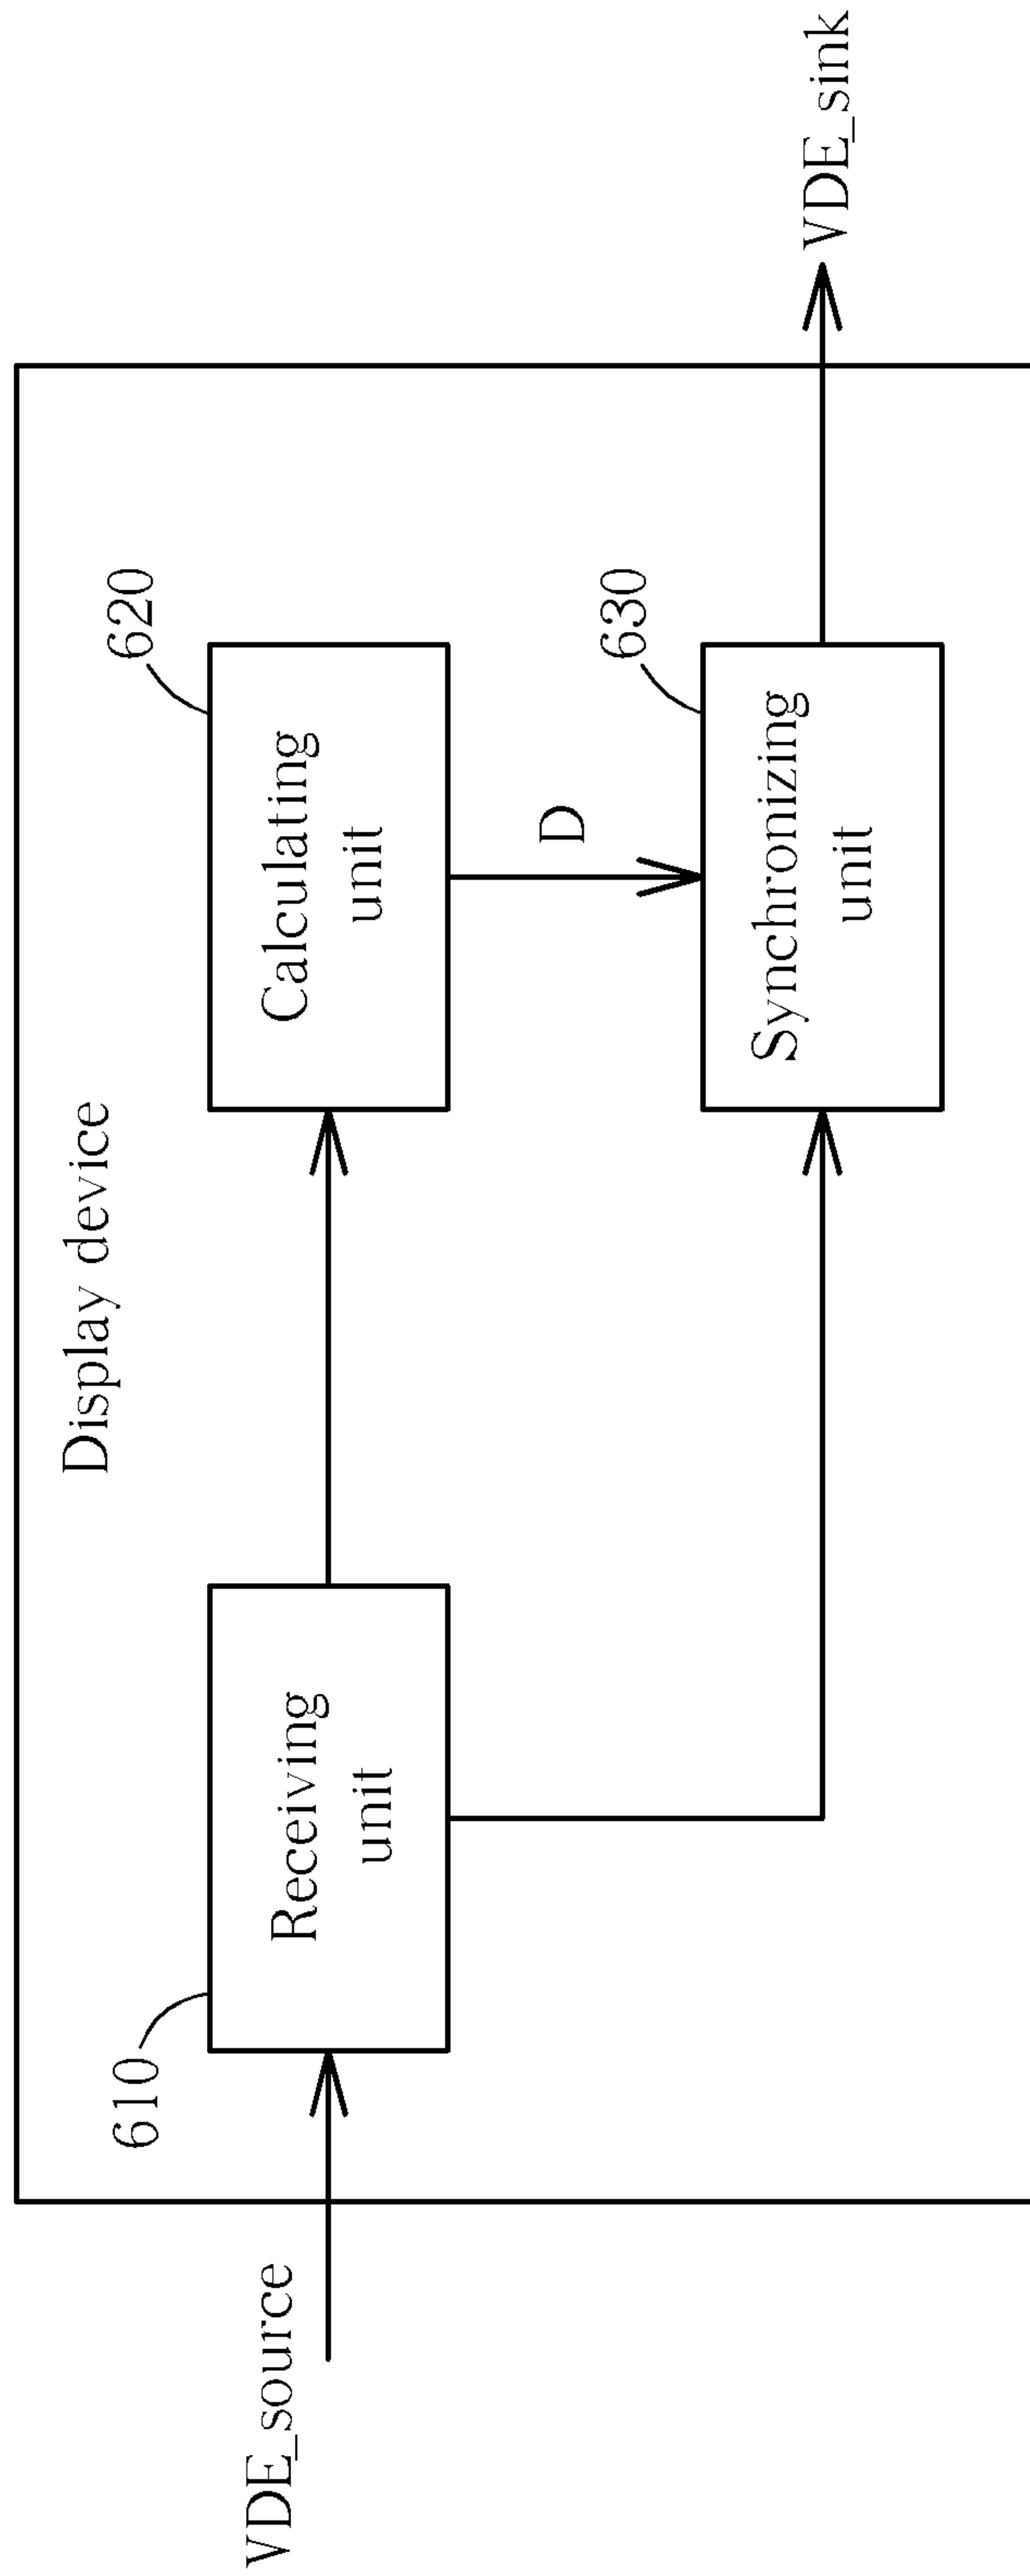 Display device
VDE_source
610
Receiving
unit
620
Calculating
unit
D
630
Synchronizing
unit
VDE_sink